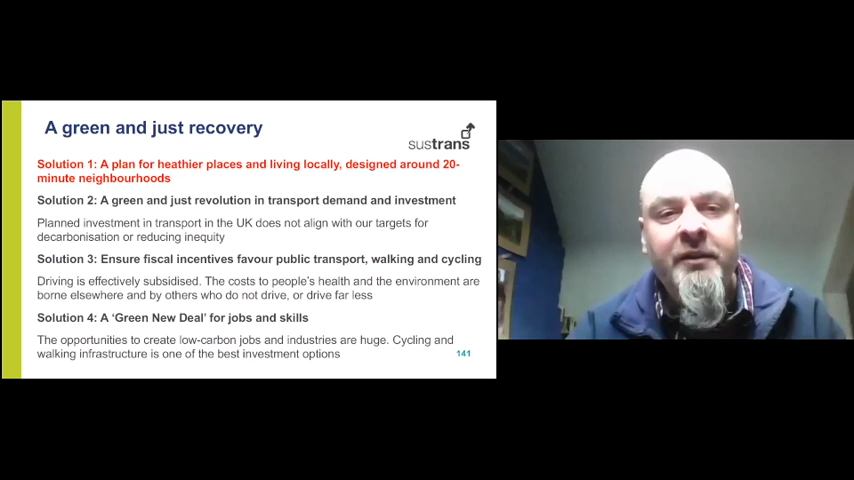 A green and just recovery
sustrans
Solution 1: A plan for heathier places and living locally, designed around 20-
minute neighbourhoods
Solution 2: A green and just revolution in transport demand and investment
Planned investment in transport in the UK does not align with our targets for
decarbonisation or reducing inequity
Solution 3: Ensure fiscal incentives favour public transport, walking and cycling
Driving is effectively subsidised. The costs to people's health and the environment are
borne elsewhere and by others who do not drive, or drive far less
Solution 4: A ‘Green New Deal’ for jobs and skills
The opportunities to create low-carbon jobs and industries are huge. Cycling and
walking infrastructure is one of the best investment options
141